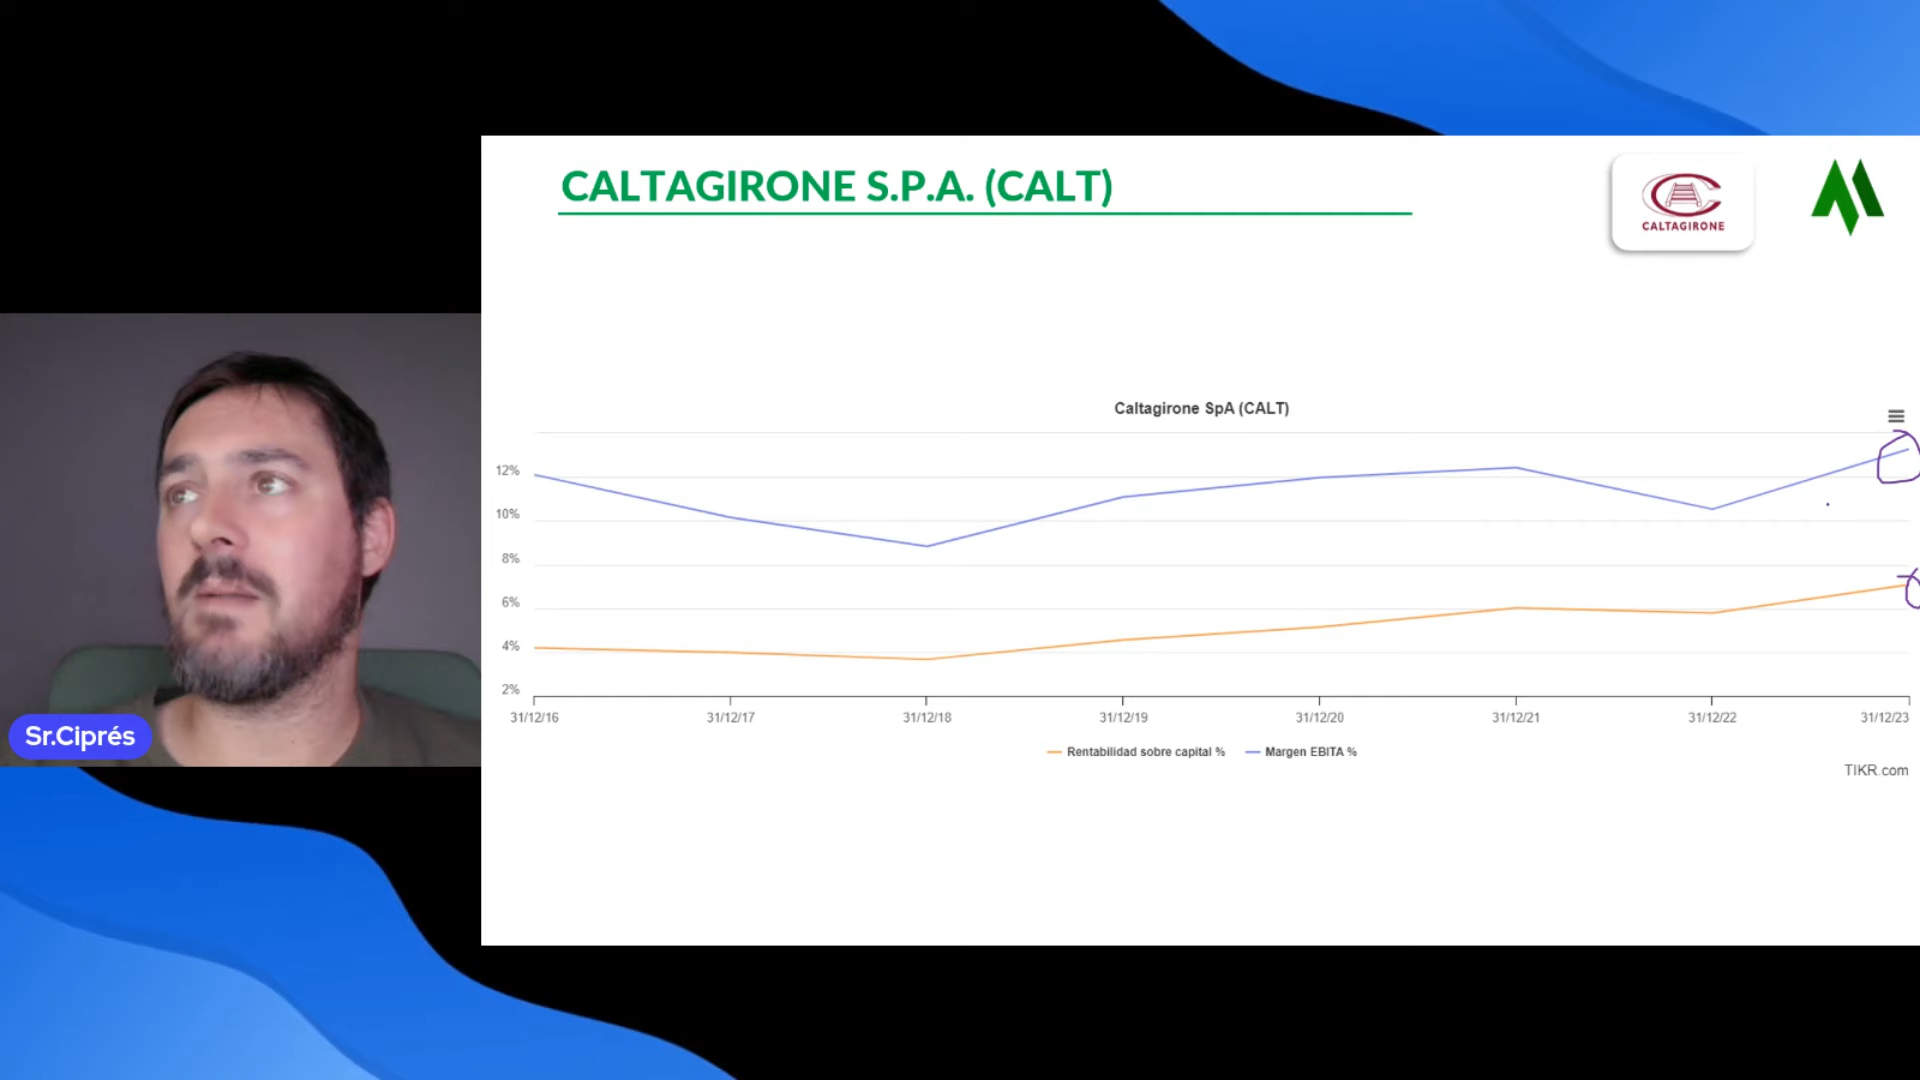 CALTAGIRONE S.P.A. (CALT)
CALTAGIRONE
Caltagirone SpA (CALT)
12%
10%
8%
6%
4%
2%
31/12/16 31/12/17 31/12/18 31/12/19 31/12/20 31/12/21 31/12/22 31/12/23
Rentabilidad sobre capital % Margen EBITA %
TIKR.com
Sr.Ciprés